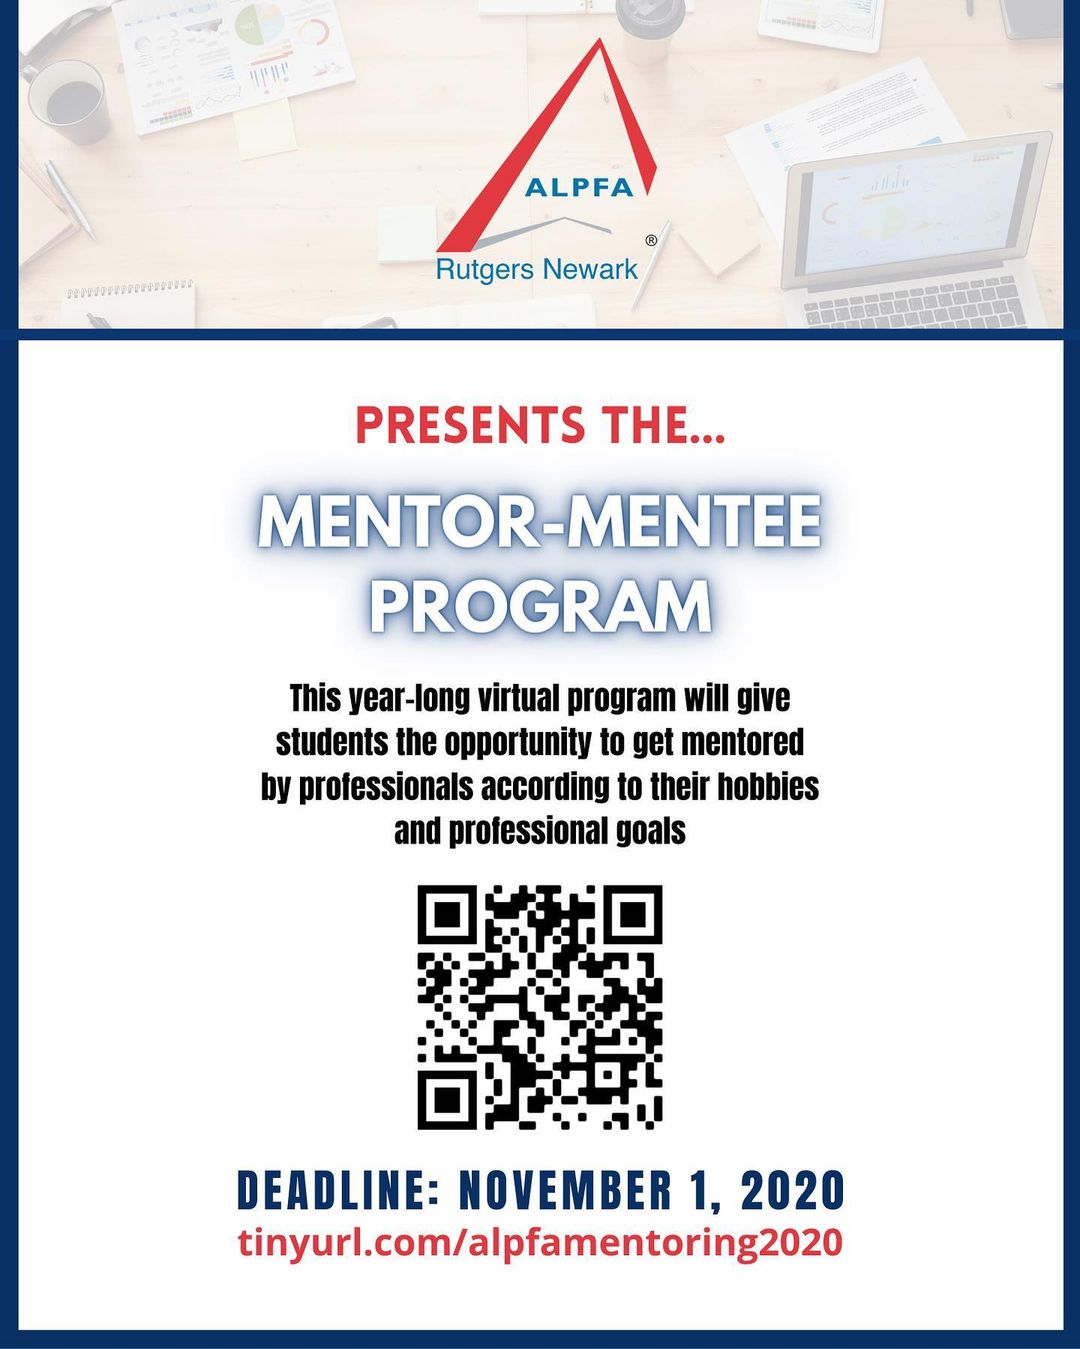 ALPFA
®
Rutgers Newark
PRESENTS THE...
MENTOR-MENTEE
PROGRAM
This year-long virtual program will give
students the opportunity to get mentored
by professionals according to their hobbies
and professional goals
DEADLINE: NOVEMBER 1, 2020
tinyurl.com/alpfamentoring2020